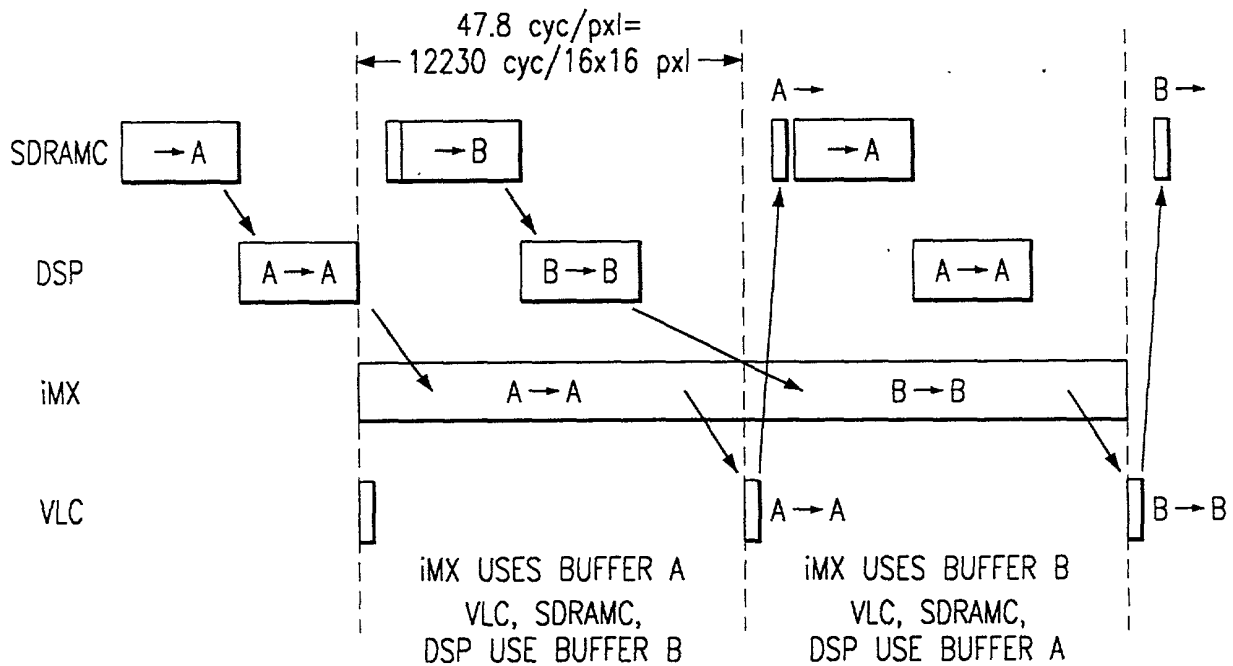 47.8 cyc/pxl=
12230 cyc/16x16 pxl
A → B →
SDRAMC → A → B → A
DSP A → A B → B A → A
iMX A → A B → B
VLC A → A B → B
iMX USES BUFFER A
VLC, SDRAMC,
DSP USE BUFFER B
iMX USES BUFFER B
VLC, SDRAMC,
DSP USE BUFFER A